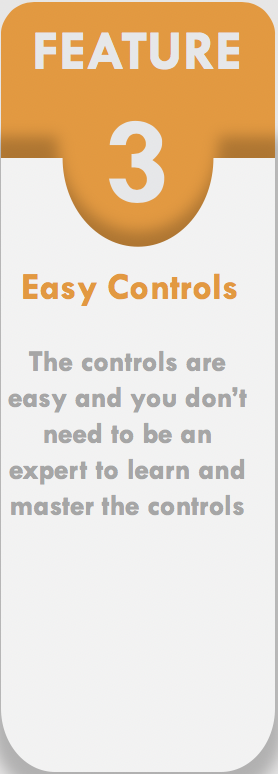 FEATURE
3
Easy Controls
The controls are
easy and you don’t
need to be an
expert to learn and
master the controls